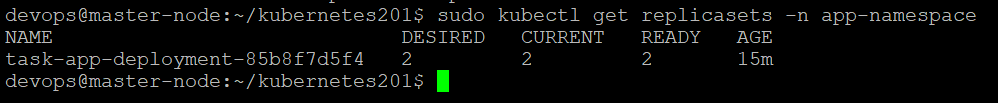 devops@master-node:~/kubernetes201$ sudo kubectl get replicasets -n app-namespace
NAME DESIRED CURRENT READY AGE
task-app-deployment-85b8f7d5f4 2 2 2 15m
devops@master-node:~/kubernetes201$